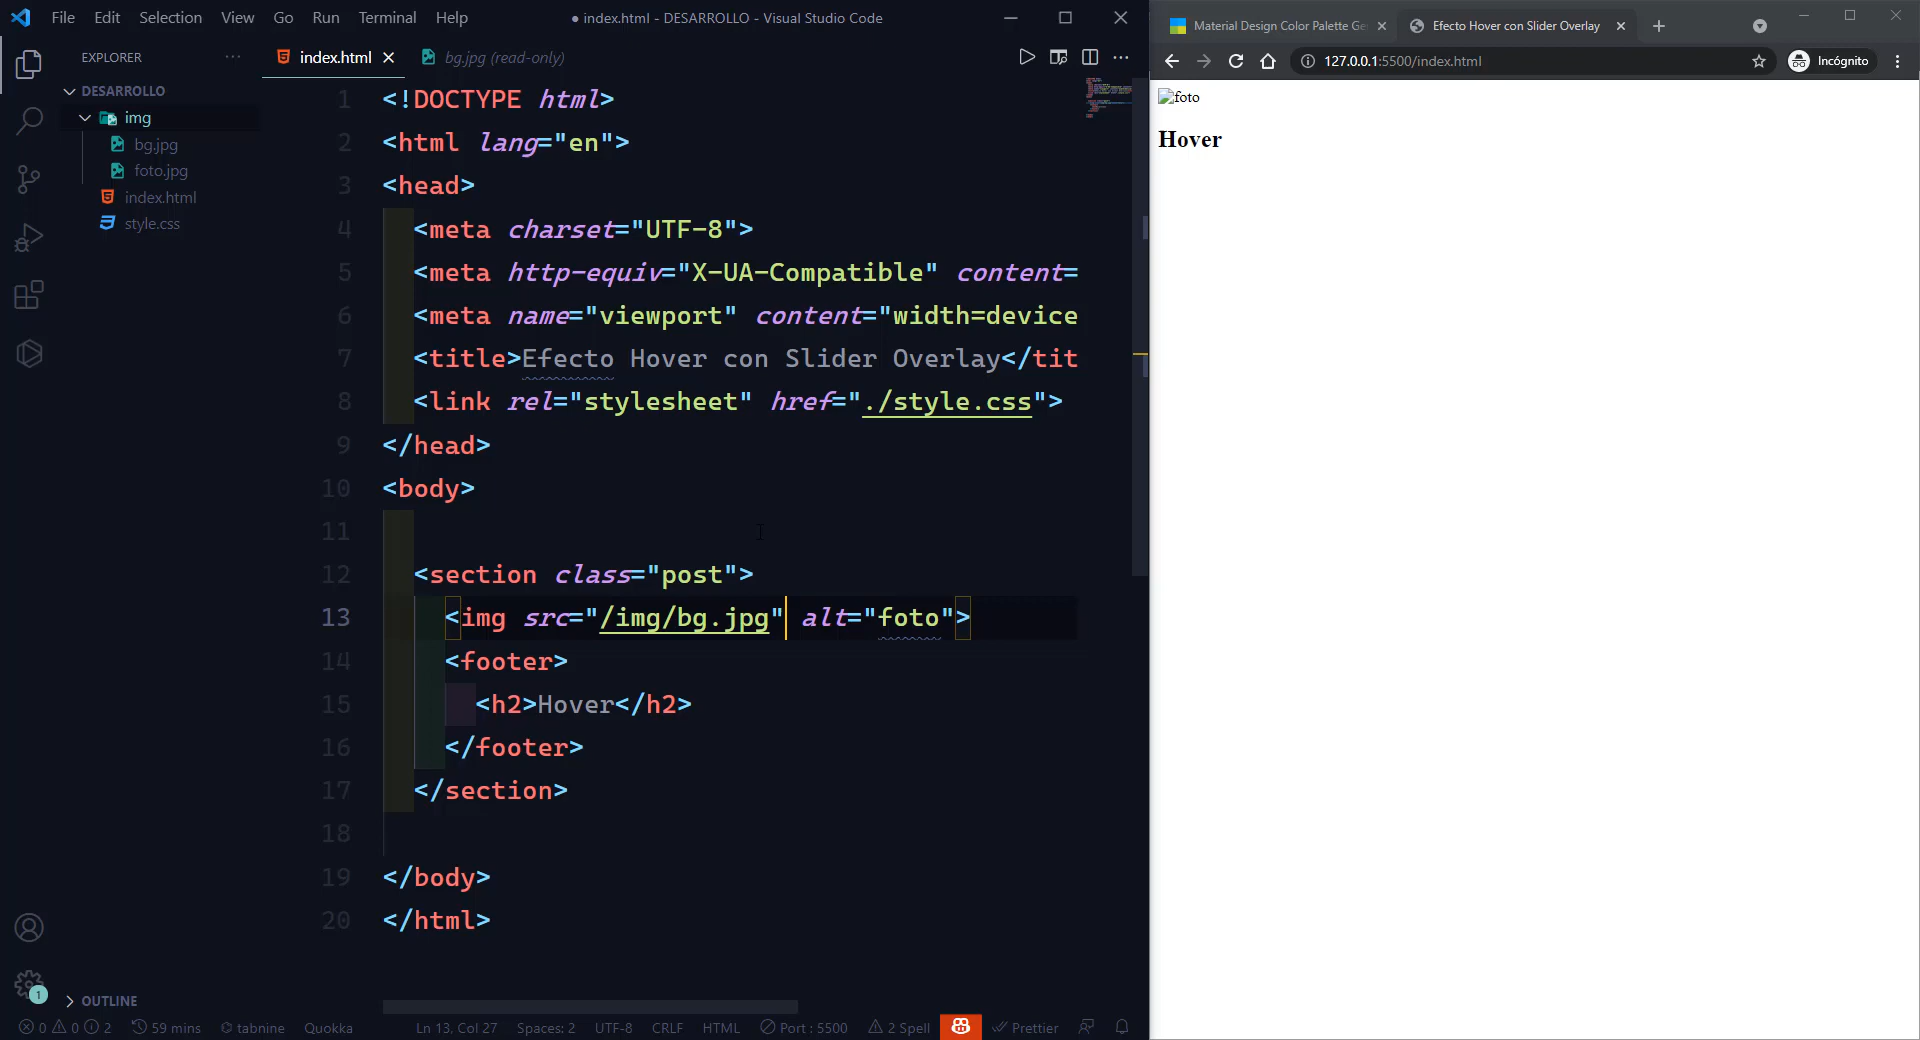 File Edit Selection View Go Run Terminal Help
● index.html - DESARROLLO - Visual Studio Code
EXPLORER ···
DESARROLLO
img
bg.jpg
foto.jpg
index.html
style.css
OUTLINE
index.html
bg.jpg (read-only)
1 <!DOCTYPE html>
2 <html lang="en">
3 <head>
4 <meta charset="UTF-8">
5 <meta http-equiv="X-UA-Compatible" content=
6 <meta name="viewport" content="width=device
7 <title>Efecto Hover con Slider Overlay</tit
8 <link rel="stylesheet" href="./style.css">
9 </head>
10 <body>
11
12 <section class="post">
13 <img src="/img/bg.jpg" alt="foto">
14 <footer>
15 <h2>Hover</h2>
16 </footer>
17 </section>
18
19 </body>
20 </html>
1
0 0 2 59 mins tabnine Quokka Ln 13, Col 27 Spaces: 2 UTF-8 CRLF HTML Port : 5500 2 Spell Prettier
Material Design Color Palette Ge
Efecto Hover con Slider Overlay
127.0.0.1:5500/index.html
Incógnito
foto
Hover